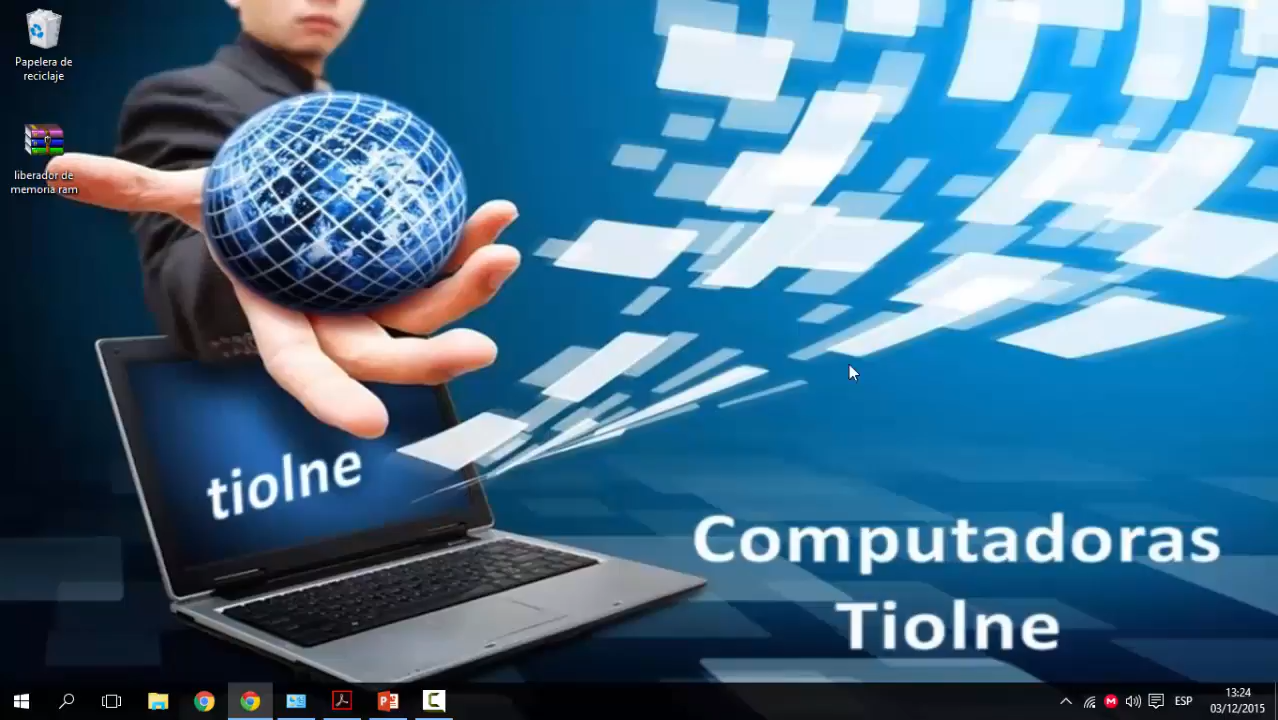 Papelera de
reciclaje
liberador de
memoria ram
tiolne
Computadoras
Tiolne
ESP
13:24
03/12/2015